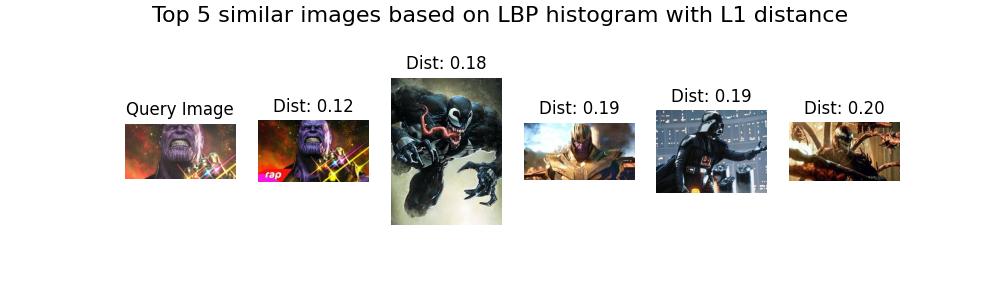 Top 5 similar images based on LBP histogram with L1 distance
Query Image
Dist: 0.12
Dist: 0.18
Dist: 0.19
Dist: 0.19
Dist: 0.20
rap